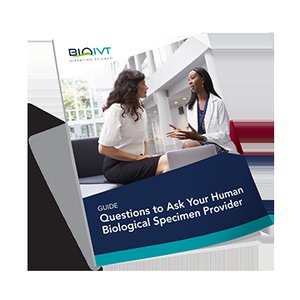 BIOIVT
ELEVATING SCIENCE®
GUIDE
Questions to Ask Your Human
Biological Specimen Provider